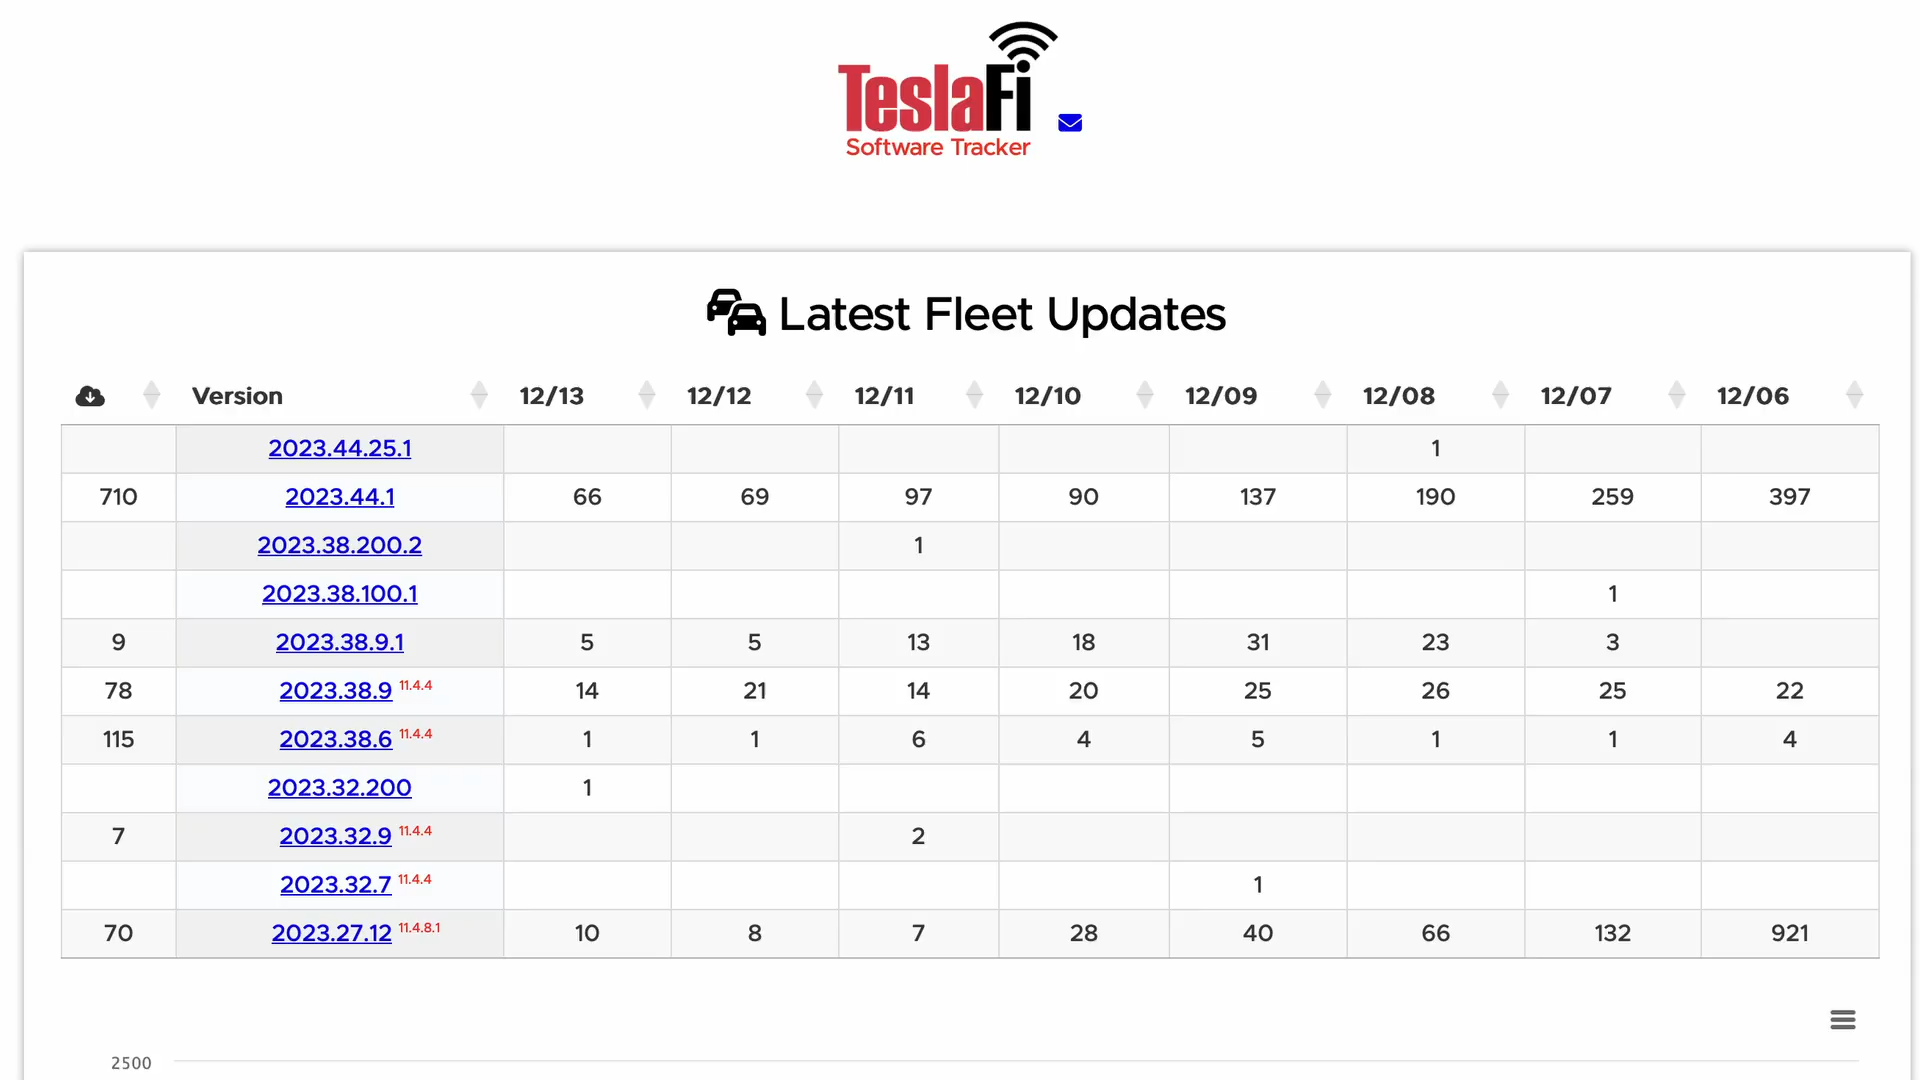 TeslaFi
Software Tracker
Latest Fleet Updates
Version 12/13 12/12 12/11 12/10 12/09 12/08 12/07 12/06
2023.44.25.1 1
710 2023.44.1 66 69 97 90 137 190 259 397
2023.38.200.2 1
2023.38.100.1 1
9 2023.38.9.1 5 5 13 18 31 23 3
78 2023.38.9 11.4.4 14 21 14 20 25 26 25 22
115 2023.38.6 11.4.4 1 1 6 4 5 1 1 4
2023.32.200 1
7 2023.32.9 11.4.4 2
2023.32.7 11.4.4 1
70 2023.27.12 11.4.8.1 10 8 7 28 40 66 132 921
2500